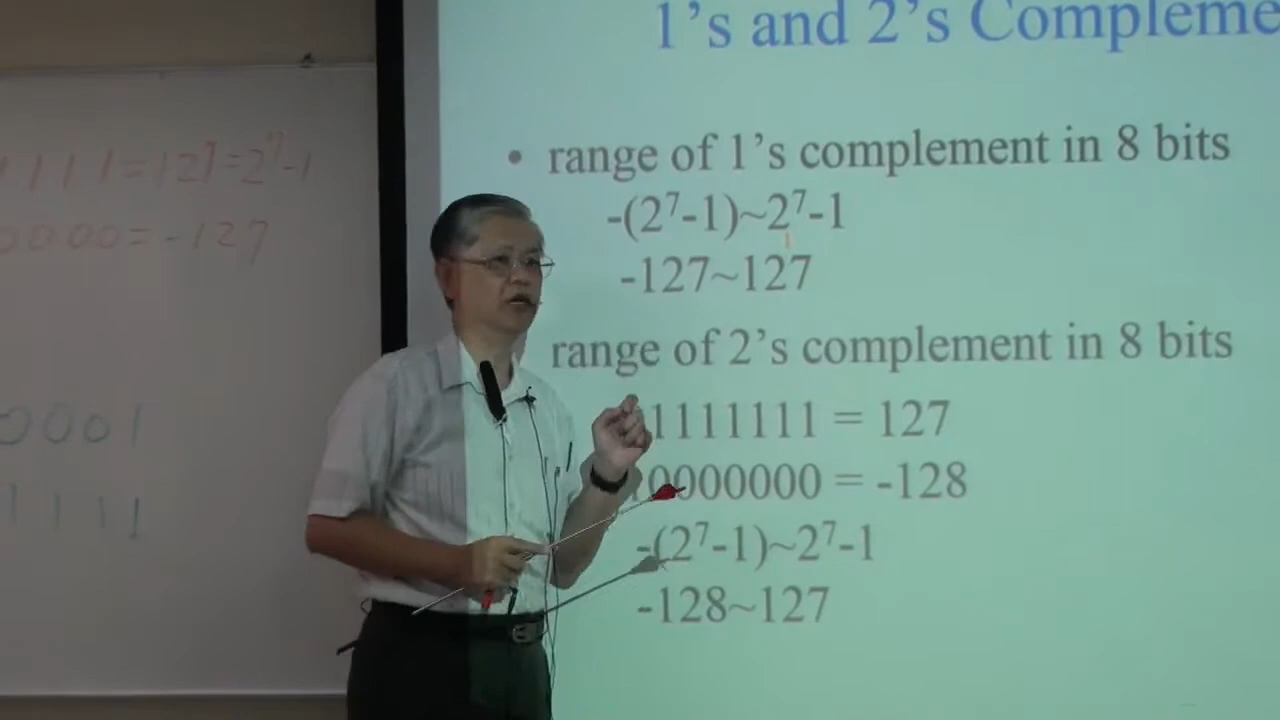 1’s and 2’s Compleme
• range of 1’s complement in 8 bits
-(2⁷-1)~2⁷-1
-127~127
range of 2’s complement in 8 bits
1111111 = 127
0000000 = -128
-(2⁷-1)~2⁷-1
-128~127
1111=127=2⁷-1
0000=-127
0001
1111